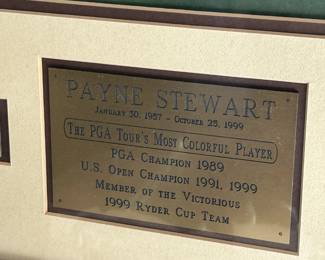 PAYNE STEWART
JANUARY 30, 1957 - OCTOBER 25, 1999
THE PGA TOUR'S MOST COLORFUL PLAYER
PGA CHAMPION 1989
U.S. OPEN CHAMPION 1991, 1999
MEMBER OF THE VICTORIOUS
1999 RYDER CUP TEAM